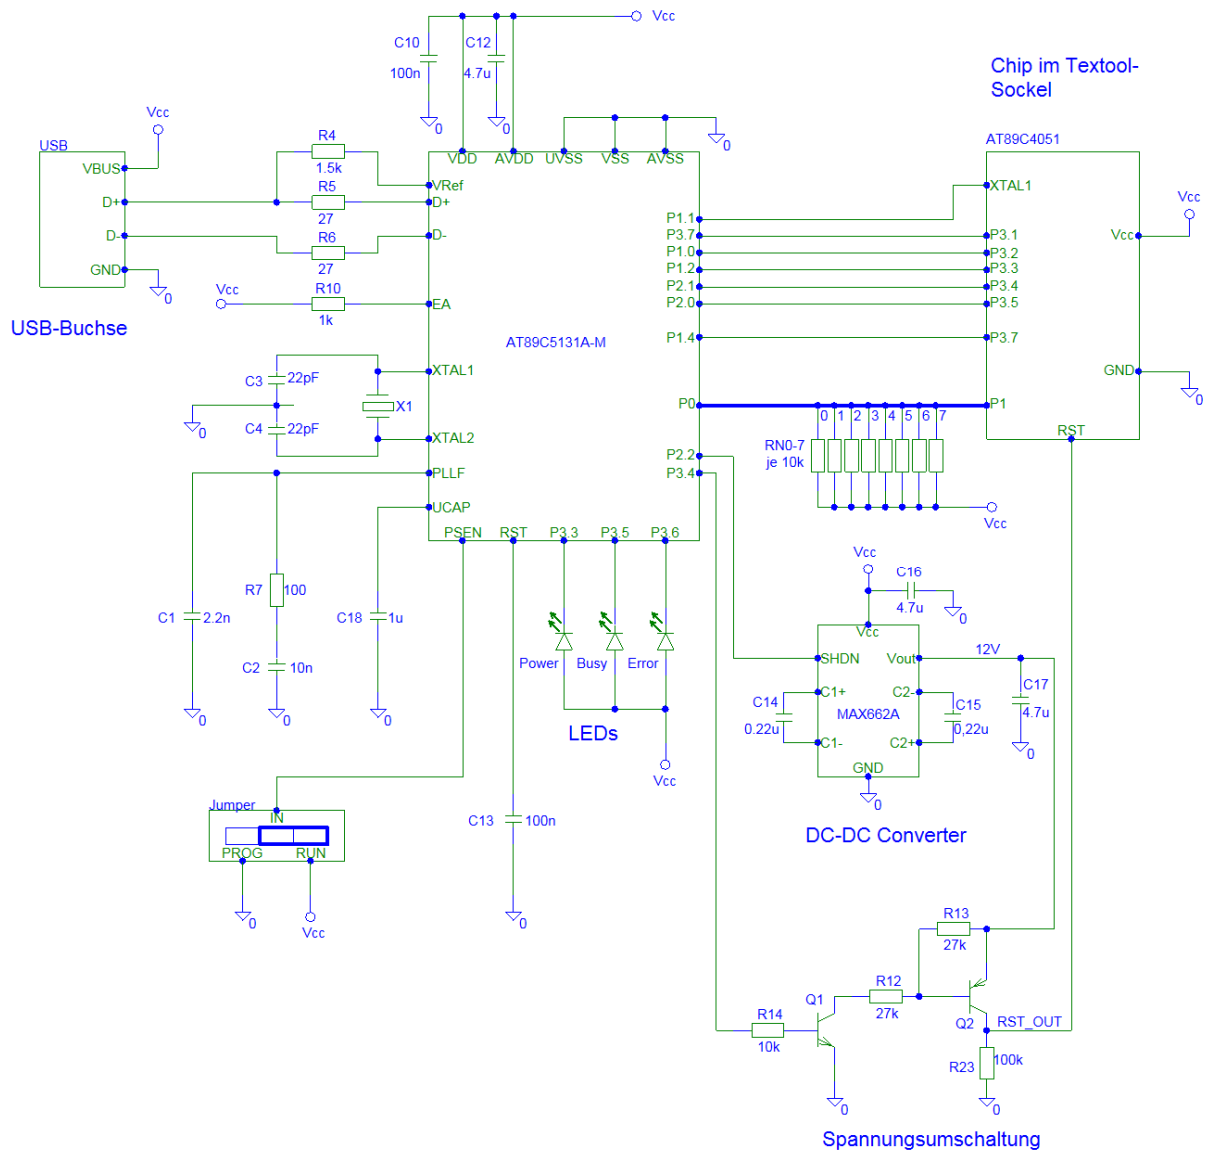 Vcc
C10
100n
C12
4.7u
0
0
Chip im Textool-
Sockel
AT89C4051
0
USB
Vcc
VBUS
D+
D-
GND
0
USB-Buchse
R4
1.5k
R5
27
R6
27
Vcc
R10
1k
VDD
AVDD
UVSS
VSS
AVSS
VRef
D+
D-
EA
AT89C5131A-M
XTAL1
XTAL2
PLLF
UCAP
PSEN
RST
P3.3
P3.5
P3.6
P1.1
P3.7
P1.0
P1.2
P2.1
P2.0
P1.4
P0
P2.2
P3.4
XTAL1
P3.1
P3.2
P3.3
P3.4
P3.5
P3.7
P1
RST
Vcc
GND
Vcc
0
C3
22pF
C4
22pF
X1
0
0 1 2 3 4 5 6 7
RN0-7
je 10k
Vcc
R7
100
C1
2.2n
C2
10n
C18
1u
0
0
0
Power
Busy
Error
LEDs
Vcc
Vcc
C16
4.7u
0
Vcc
SHDN
Vout
12V
C1+
C2-
MAX662A
C1-
C2+
GND
C14
0.22u
C15
0,22u
C17
4.7u
0
0
DC-DC Converter
Jumper
IN
PROG
RUN
0
Vcc
C13
100n
0
R13
27k
R12
27k
Q1
Q2
R14
10k
RST_OUT
R23
100k
0
0
Spannungsumschaltung